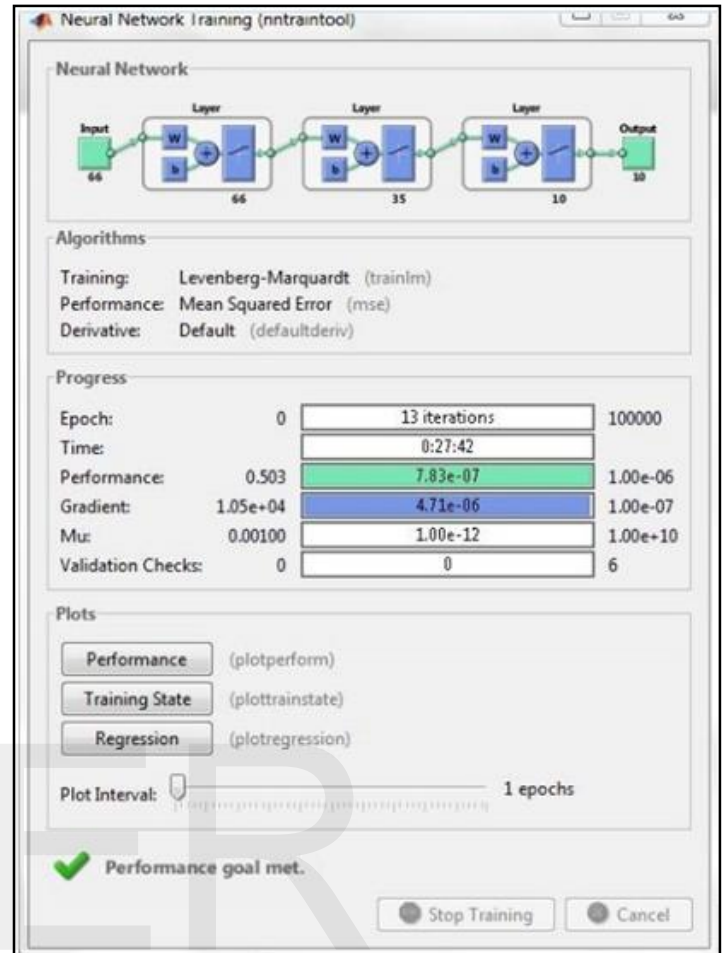 Neural Network Training (nntraintool)
Neural Network
Layer Layer Layer
Input W W W Output
b b b
66 66 35 10 10
Algorithms
Training: Levenberg-Marquardt (trainlm)
Performance: Mean Squared Error (mse)
Derivative: Default (defaultderiv)
Progress
Epoch: 0 13 iterations 100000
Time: 0:27:42
Performance: 0.503 7.83e-07 1.00e-06
Gradient: 1.05e+04 4.71e-06 1.00e-07
Mu: 0.00100 1.00e-12 1.00e+10
Validation Checks: 0 0 6
Plots
Performance (plotperform)
Training State (plottrainstate)
Regression (plotregression)
Plot Interval: 1 epochs
Performance goal met.
Stop Training Cancel
ER